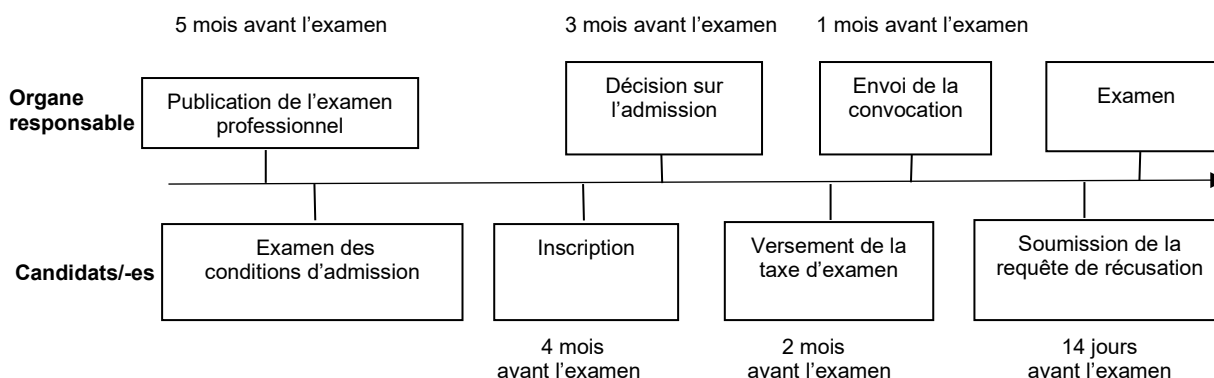 5 mois avant l’examen
3 mois avant l’examen
1 mois avant l’examen
Organe
responsable
Publication de l’examen
professionnel
Décision sur
l’admission
Envoi de la
convocation
Examen
Candidats/-es
Examen des
conditions d’admission
Inscription
Versement de la
taxe d’examen
Soumission de la
requête de récusation
4 mois
avant l’examen
2 mois
avant l’examen
14 jours
avant l’examen